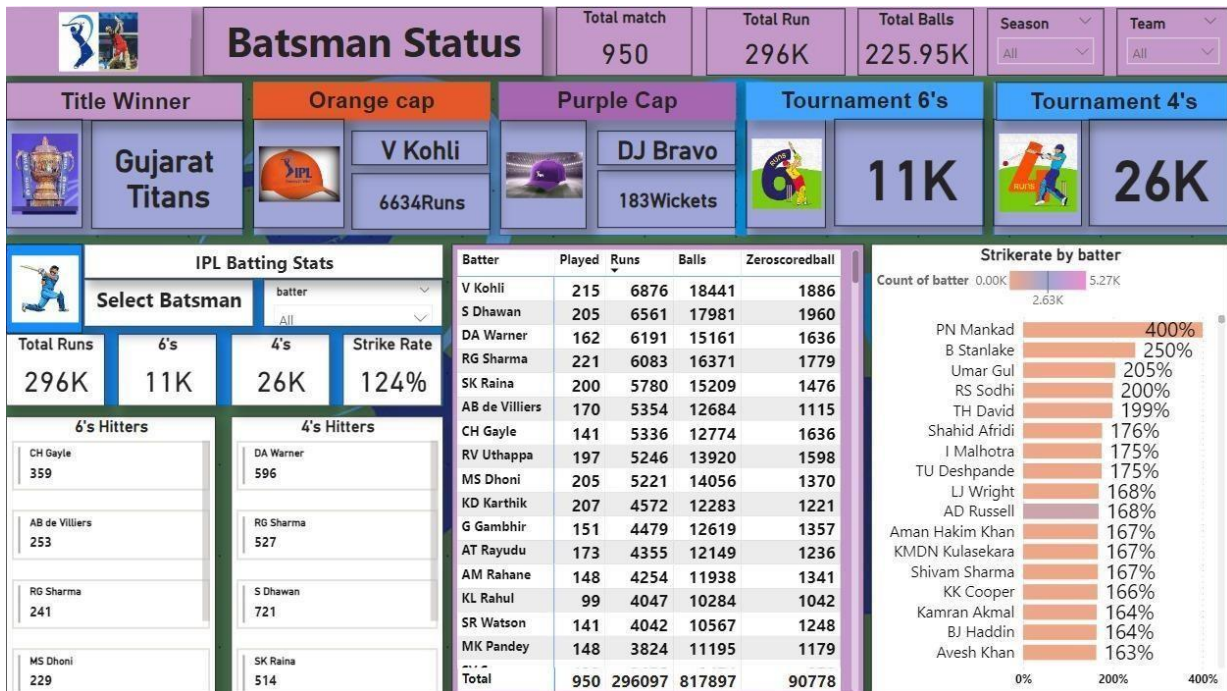 Batsman Status
Total match
950
Total Run
296K
Total Balls
225.95K
Season
All
Team
All
Title Winner
Gujarat
Titans
Orange cap
IPL
V Kohli
6634Runs
Purple Cap
DJ Bravo
183Wickets
Tournament 6's
RUNS
6
11K
Tournament 4's
4
RUNS
26K
IPL Batting Stats
Select Batsman
batter
All
Total Runs
296K
6's
11K
4's
26K
Strike Rate
124%
6's Hitters
CH Gayle
359
AB de Villiers
253
RG Sharma
241
MS Dhoni
229
4's Hitters
DA Warner
596
RG Sharma
527
S Dhawan
721
SK Raina
514
Batter Played Runs Balls Zeroscoredball
V Kohli 215 6876 18441 1886
S Dhawan 205 6561 17981 1960
DA Warner 162 6191 15161 1636
RG Sharma 221 6083 16371 1779
SK Raina 200 5780 15209 1476
AB de Villiers 170 5354 12684 1115
CH Gayle 141 5336 12774 1636
RV Uthappa 197 5246 13920 1598
MS Dhoni 205 5221 14056 1370
KD Karthik 207 4572 12283 1221
G Gambhir 151 4479 12619 1357
AT Rayudu 173 4355 12149 1236
AM Rahane 148 4254 11938 1341
KL Rahul 99 4047 10284 1042
SR Watson 141 4042 10567 1248
MK Pandey 148 3824 11195 1179
Total 950 296097 817897 90778
Strikerate by batter
Count of batter 0.00K 5.27K
2.63K
PN Mankad 400%
B Stanlake 250%
Umar Gul 205%
RS Sodhi 200%
TH David 199%
Shahid Afridi 176%
I Malhotra 175%
TU Deshpande 175%
LJ Wright 168%
AD Russell 168%
Aman Hakim Khan 167%
KMDN Kulasekara 167%
Shivam Sharma 167%
KK Cooper 166%
Kamran Akmal 164%
BJ Haddin 164%
Avesh Khan 163%
0% 200% 400%